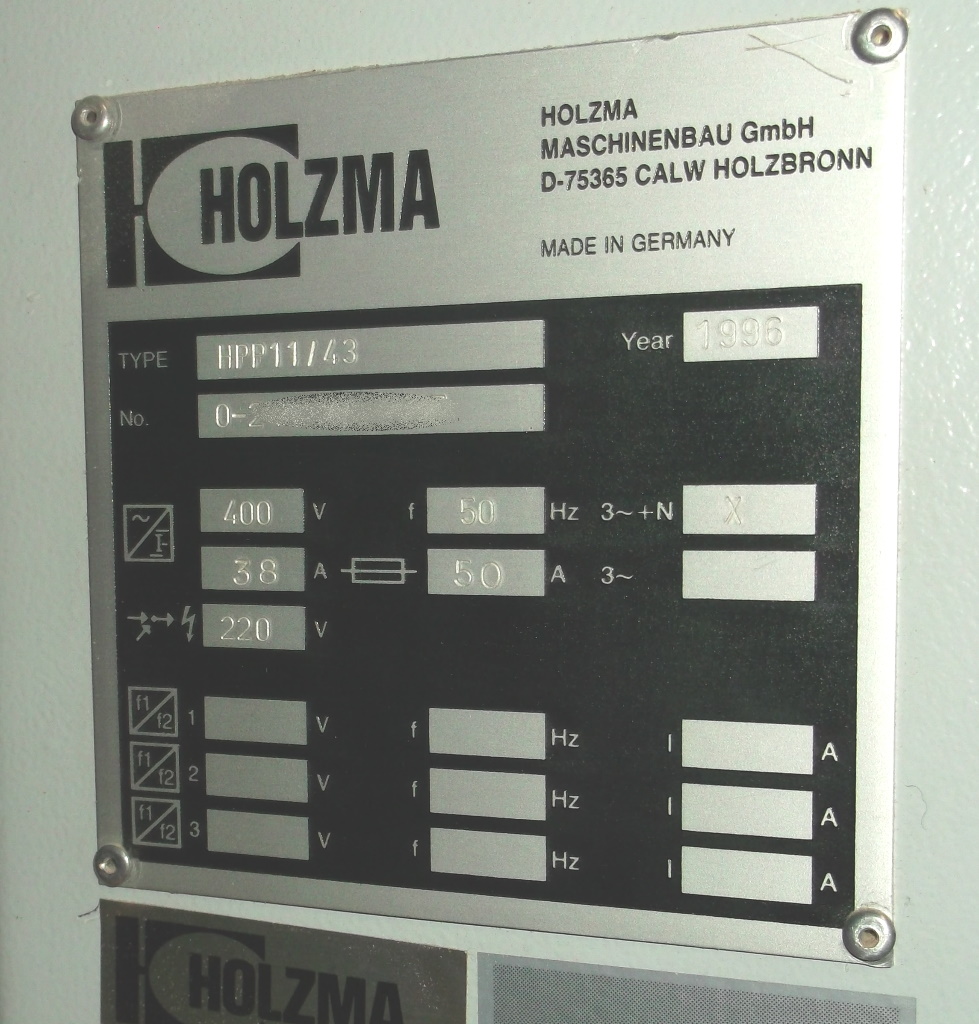 HOLZMA
HOLZMA
MASCHINENBAU GmbH
D-75365 CALW HOLZBRONN
MADE IN GERMANY
TYPE HPP11/43 Year 1996
No. 0-2
400 V f 50 Hz 3~+N X
38 A 50 A 3~
220 V
f1/f2 1 V f Hz I A
f1/f2 2 V f Hz I A
f1/f2 3 V f Hz I A
HOLZMA